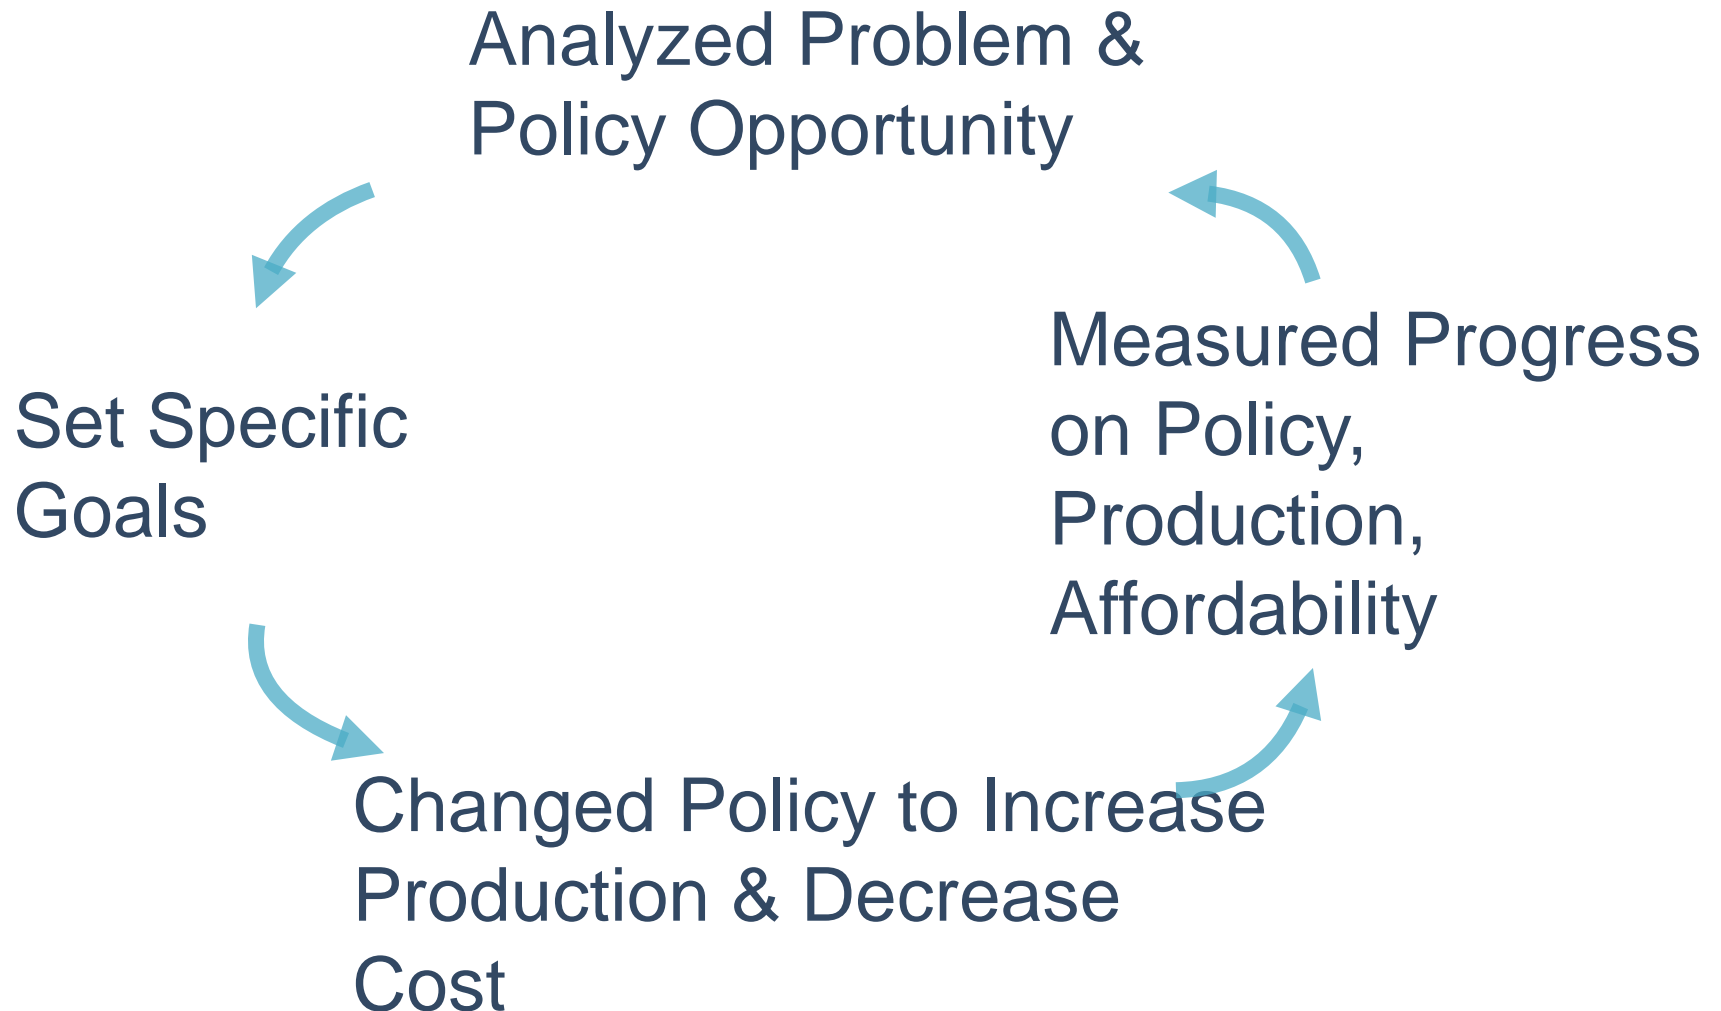 Analyzed Problem &
Policy Opportunity
Set Specific
Goals
Changed Policy to Increase
Production & Decrease
Cost
Measured Progress
on Policy,
Production,
Affordability